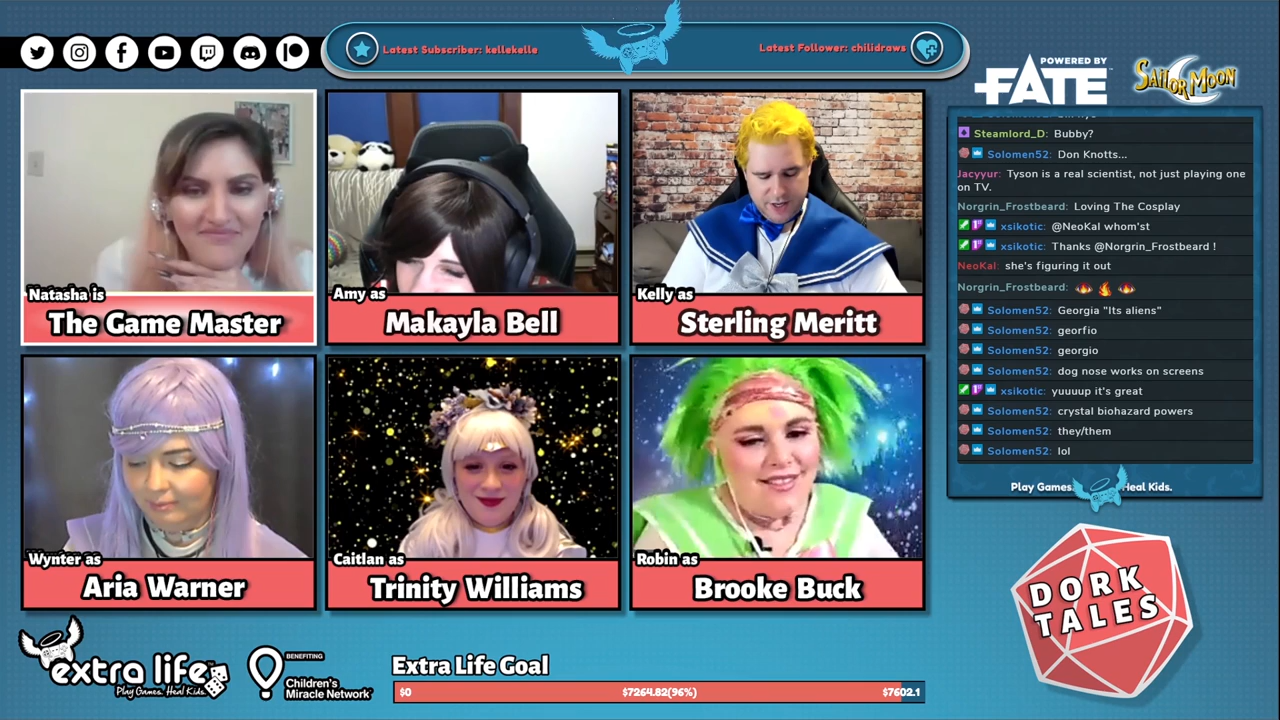 Latest Subscriber: kellekelle
Latest Follower: chilidraws
POWERED BY
FATE
SAILOR MOON
Steamlord_D: Bubby?
Solomen52: Don Knotts...
Jacyyur: Tyson is a real scientist, not just playing one
on TV.
Norgrin_Frostbeard: Loving The Cosplay
xsikotic: @NeoKal whom'st
xsikotic: Thanks @Norgrin_Frostbeard !
NeoKal: she's figuring it out
Norgrin_Frostbeard:
Solomen52: Georgia "Its aliens"
Solomen52: georfio
Solomen52: georgio
Solomen52: dog nose works on screens
xsikotic: yuuuup it's great
Solomen52: crystal biohazard powers
Solomen52: they/them
Solomen52: lol
Play Games. Heal Kids.
Natasha is
The Game Master
Amy as
Makayla Bell
Kelly as
Sterling Meritt
Wynter as
Aria Warner
Caitlan as
Trinity Williams
Robin as
Brooke Buck
DORK
TALES
extra life
Play Games. Heal Kids.
BENEFITING
Children's
Miracle Network
Extra Life Goal
$0
$7264.82(96%)
$7602.1